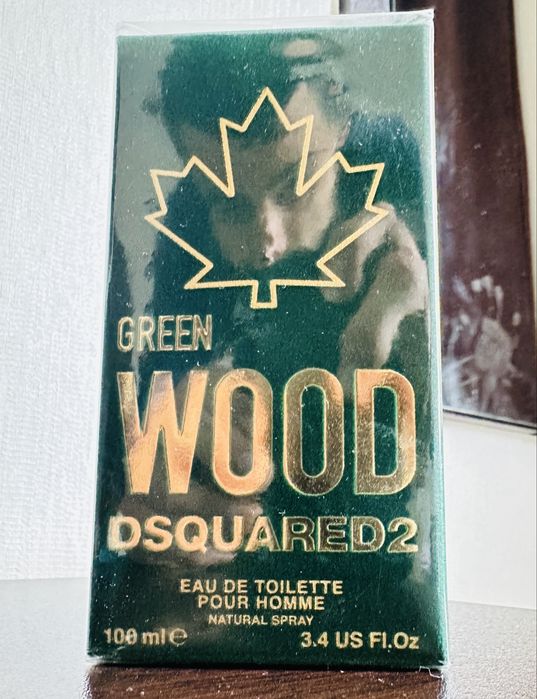 GREEN
WOOD
DSQUARED2
EAU DE TOILETTE
POUR HOMME
NATURAL SPRAY
100 ml ℮ 3.4 US Fl.Oz